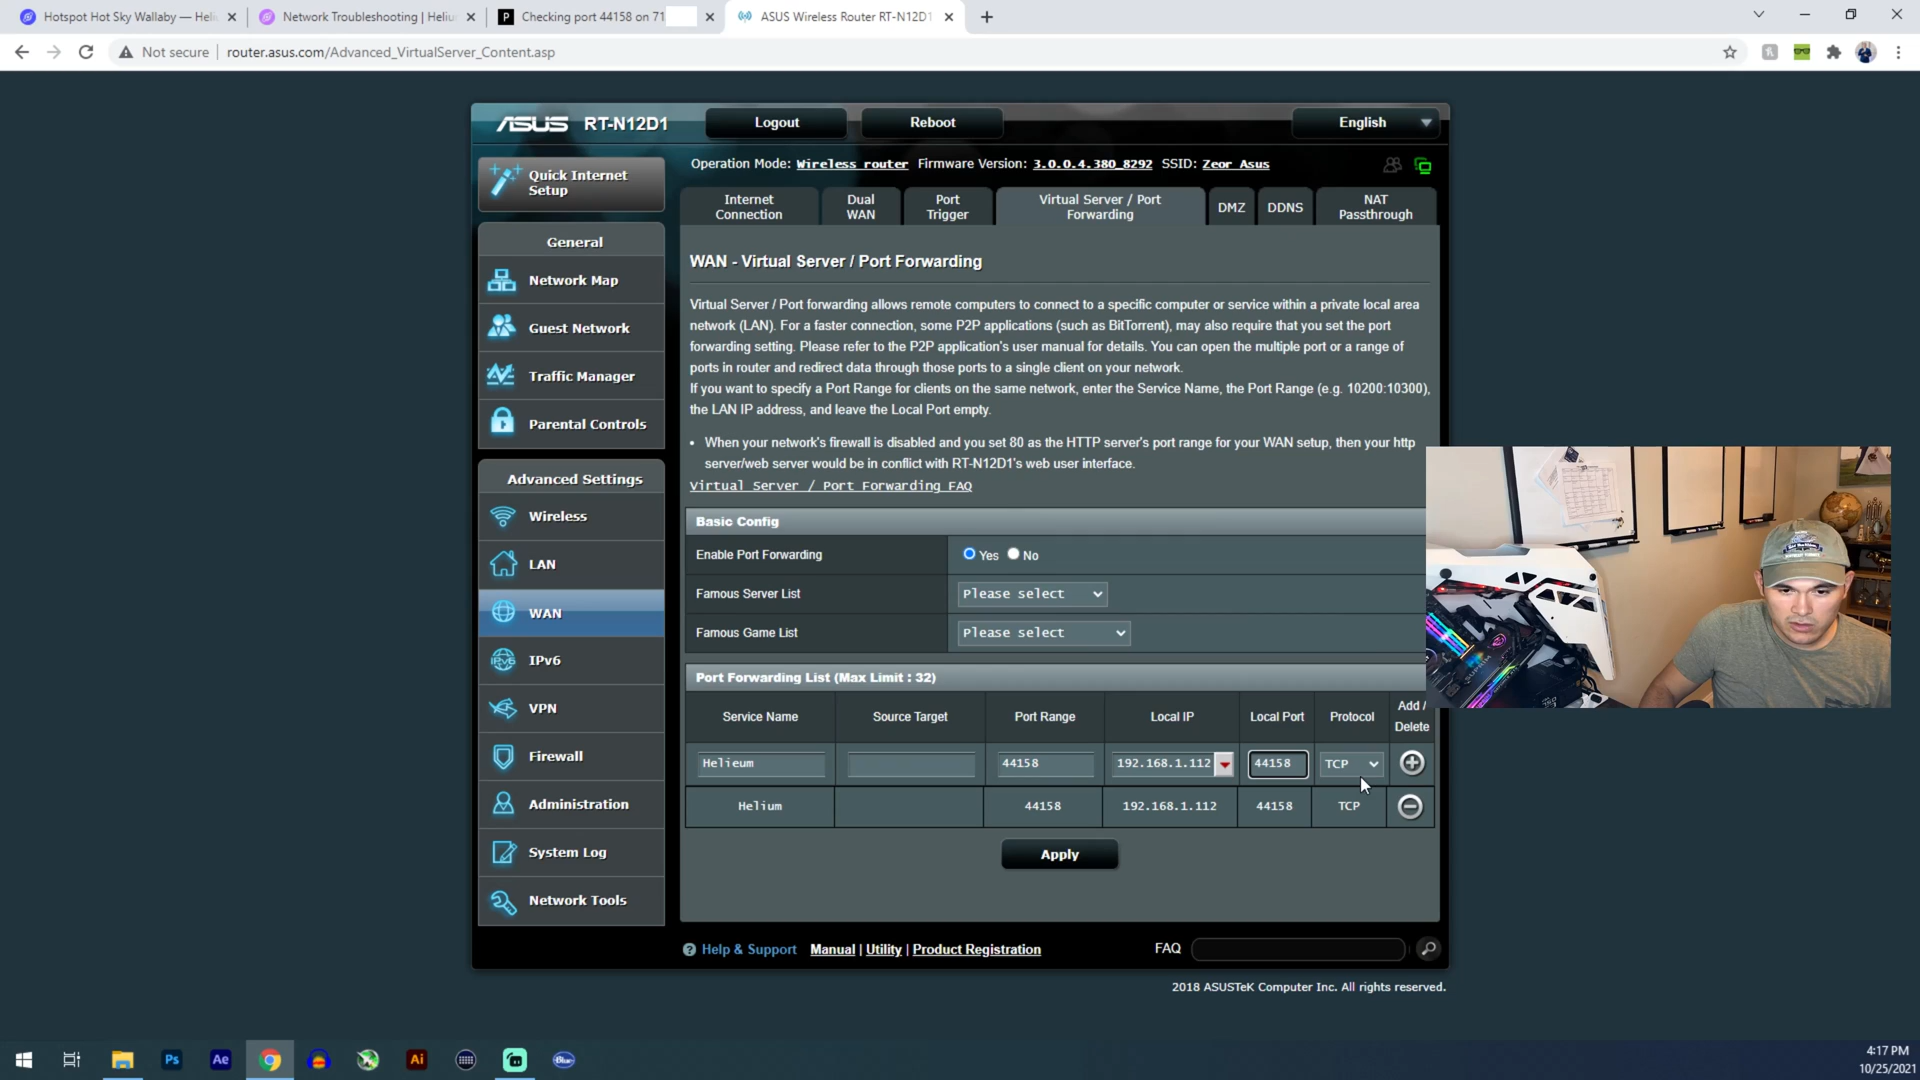 Hotspot Hot Sky Wallaby — Heli
Network Troubleshooting | Heliu
Checking port 44158 on 71
ASUS Wireless Router RT-N12D1
Not secure
router.asus.com/Advanced_VirtualServer_Content.asp
ASUS RT-N12D1
Logout
Reboot
English
Quick Internet
Setup
Operation Mode: Wireless router Firmware Version: 3.0.0.4.380_8292 SSID: Zeor_Asus
Internet
Connection
Dual
WAN
Port
Trigger
Virtual Server / Port
Forwarding
DMZ
DDNS
NAT
Passthrough
General
Network Map
Guest Network
Traffic Manager
Parental Controls
Advanced Settings
Wireless
LAN
WAN
IPv6
IPv6
VPN
Firewall
Administration
System Log
Network Tools
WAN - Virtual Server / Port Forwarding
Virtual Server / Port forwarding allows remote computers to connect to a specific computer or service within a private local area
network (LAN). For a faster connection, some P2P applications (such as BitTorrent), may also require that you set the port
forwarding setting. Please refer to the P2P application's user manual for details. You can open the multiple port or a range of
ports in router and redirect data through those ports to a single client on your network.
If you want to specify a Port Range for clients on the same network, enter the Service Name, the Port Range (e.g. 10200:10300),
the LAN IP address, and leave the Local Port empty.
• When your network's firewall is disabled and you set 80 as the HTTP server's port range for your WAN setup, then your http
server/web server would be in conflict with RT-N12D1's web user interface.
Virtual Server / Port Forwarding FAQ
Basic Config
Enable Port Forwarding
Yes No
Famous Server List
Please select
Famous Game List
Please select
Port Forwarding List (Max Limit : 32)
Service Name
Source Target
Port Range
Local IP
Local Port
Protocol
Add /
Delete
Helieum 44158 192.168.1.112 44158 TCP
Helium 44158 192.168.1.112 44158 TCP
Apply
? Help & Support Manual | Utility | Product Registration
FAQ
2018 ASUSTeK Computer Inc. All rights reserved.
Ps
Ae
Ai
Blue
4:17 PM
10/25/2021